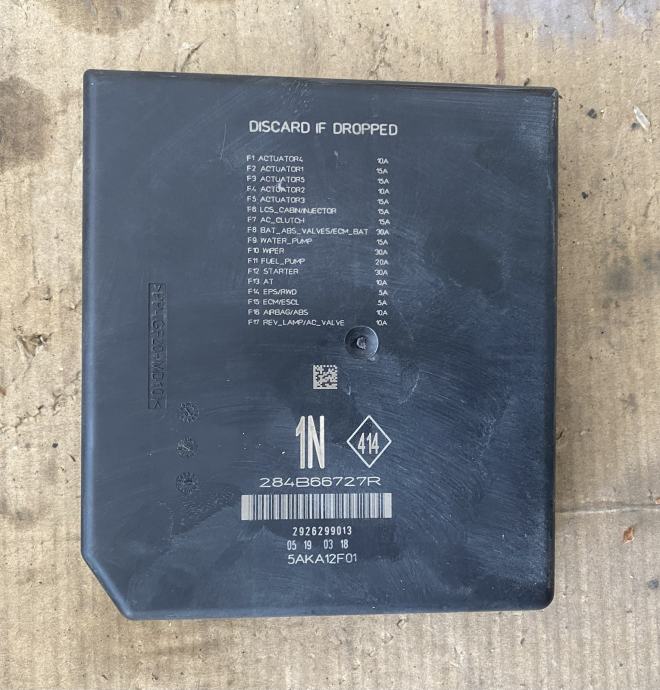 DISCARD IF DROPPED
F1 ACTUATOR4 10A
F2 ACTUATOR1 15A
F3 ACTUATOR5 15A
F4 ACTUATOR2 10A
F5 ACTUATOR3 15A
F6 LCS_CABIN/INJECTOR 15A
F7 AC_CLUTCH 15A
F8 BAT_ABS_VALVES/ECM_BAT 30A
F9 WATER_PUMP 15A
F10 WIPER 30A
F11 FUEL_PUMP 20A
F12 STARTER 30A
F13 AT 10A
F14 EPS/RWD 5A
F15 ECM/ESCL 5A
F16 AIRBAG/ABS 10A
F17 REV_LAMP/AC_VALVE 10A
1N
414
284B66727R
2926299013
05 19 03 18
5AKA12F01